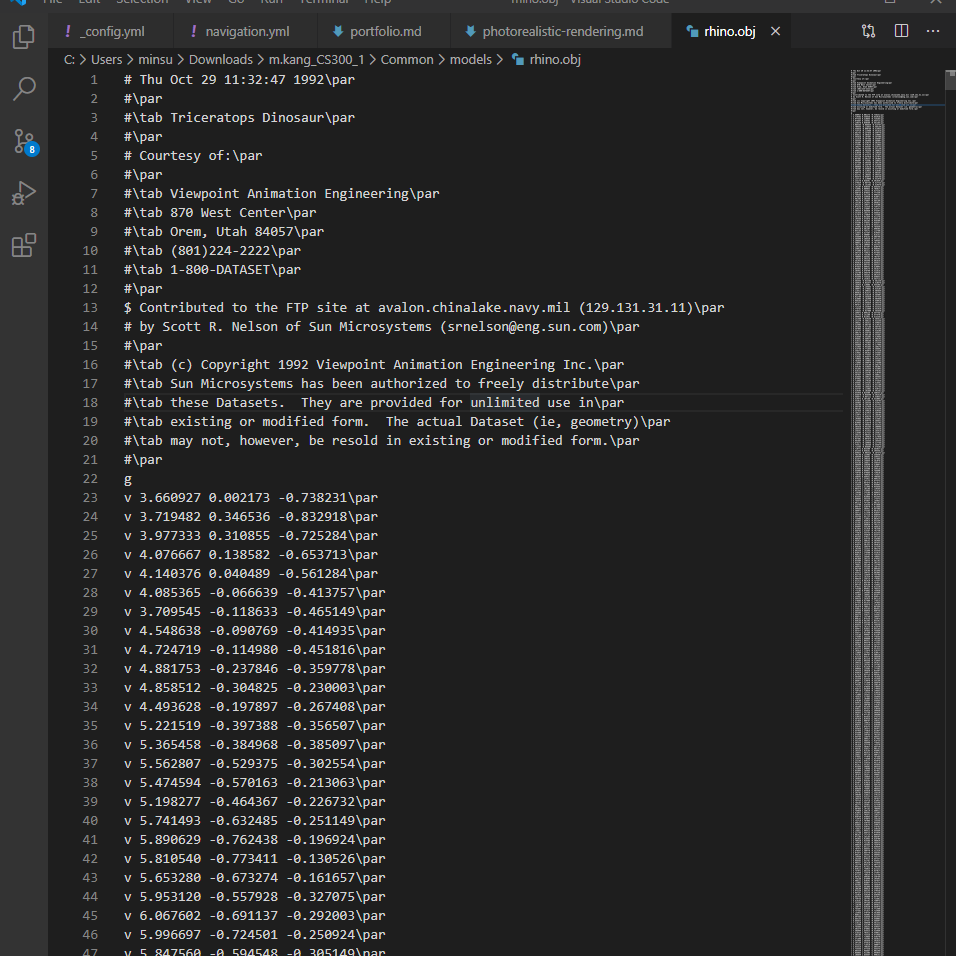 File Edit Selection View Go Run Terminal Help rhino.obj - Visual Studio Code
! _config.yml ! navigation.yml portfolio.md photorealistic-rendering.md rhino.obj ×
C: > Users > minsu > Downloads > m.kang_CS300_1 > Common > models > rhino.obj
8
1 # Thu Oct 29 11:32:47 1992\par
2 #\par
3 #\tab Triceratops Dinosaur\par
4 #\par
5 # Courtesy of:\par
6 #\par
7 #\tab Viewpoint Animation Engineering\par
8 #\tab 870 West Center\par
9 #\tab Orem, Utah 84057\par
10 #\tab (801)224-2222\par
11 #\tab 1-800-DATASET\par
12 #\par
13 $ Contributed to the FTP site at avalon.chinalake.navy.mil (129.131.31.11)\par
14 # by Scott R. Nelson of Sun Microsystems (srnelson@eng.sun.com)\par
15 #\par
16 #\tab (c) Copyright 1992 Viewpoint Animation Engineering Inc.\par
17 #\tab Sun Microsystems has been authorized to freely distribute\par
18 #\tab these Datasets.  They are provided for unlimited use in\par
19 #\tab existing or modified form.  The actual Dataset (ie, geometry)\par
20 #\tab may not, however, be resold in existing or modified form.\par
21 #\par
22 g
23 v 3.660927 0.002173 -0.738231\par
24 v 3.719482 0.346536 -0.832918\par
25 v 3.977333 0.310855 -0.725284\par
26 v 4.076667 0.138582 -0.653713\par
27 v 4.140376 0.040489 -0.561284\par
28 v 4.085365 -0.066639 -0.413757\par
29 v 3.709545 -0.118633 -0.465149\par
30 v 4.548638 -0.090769 -0.414935\par
31 v 4.724719 -0.114980 -0.451816\par
32 v 4.881753 -0.237846 -0.359778\par
33 v 4.858512 -0.304825 -0.230003\par
34 v 4.493628 -0.197897 -0.267408\par
35 v 5.221519 -0.397388 -0.356507\par
36 v 5.365458 -0.384968 -0.385097\par
37 v 5.562807 -0.529375 -0.302554\par
38 v 5.474594 -0.570163 -0.213063\par
39 v 5.198277 -0.464367 -0.226732\par
40 v 5.741493 -0.632485 -0.251149\par
41 v 5.890629 -0.762438 -0.196924\par
42 v 5.810540 -0.773411 -0.130526\par
43 v 5.653280 -0.673274 -0.161657\par
44 v 5.953120 -0.557928 -0.327075\par
45 v 6.067602 -0.691137 -0.292003\par
46 v 5.996697 -0.724501 -0.250924\par
47 v 5.847560 -0.594548 -0.305149\par